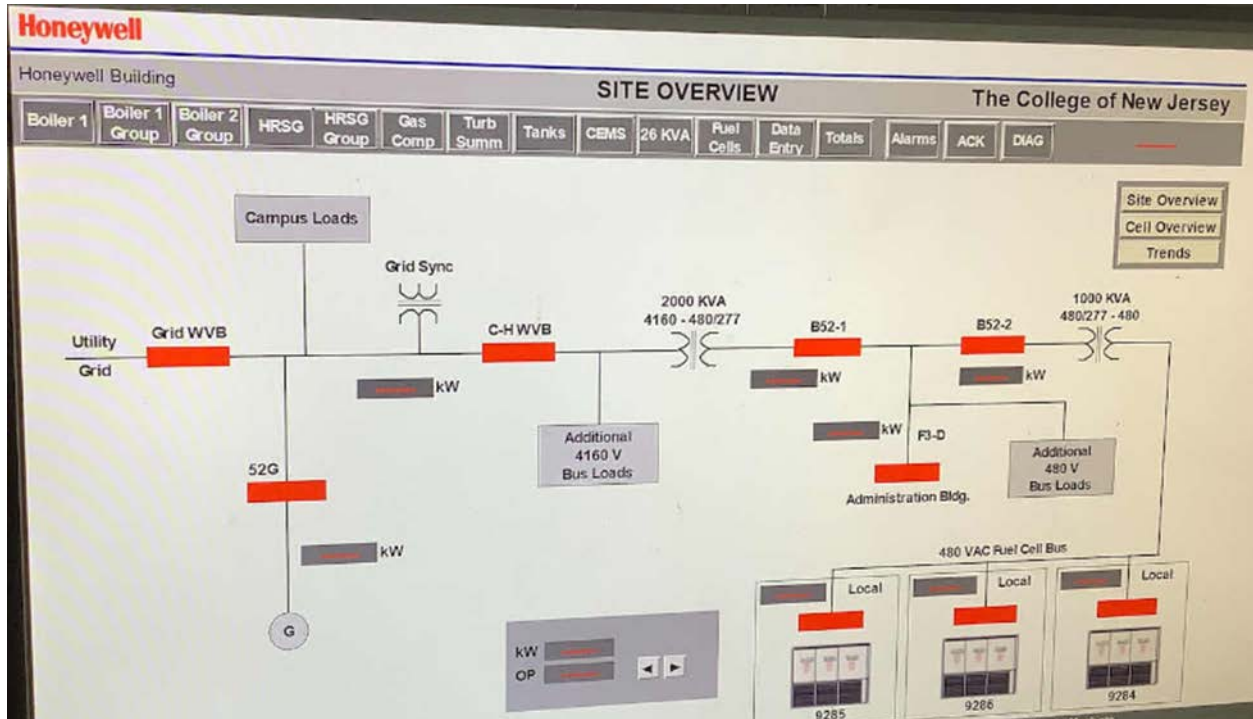 Honeywell
Honeywell Building
SITE OVERVIEW
The College of New Jersey
Boiler 1
Boiler 1
Group
Boiler 2
Group
HRSG
HRSG
Group
Gas
Comp
Turb
Summ
Tanks
CEMS
26 KVA
Fuel
Cells
Data
Entry
Totals
Alarms
ACK
DIAG
Site Overview
Cell Overview
Trends
Campus Loads
Grid Sync
Utility
Grid
Grid WVB
C-H WVB
2000 KVA
4160 - 480/277
B52-1
B52-2
1000 KVA
480/277 - 480
kW
kW
kW
kW
F3-D
Additional
4160 V
Bus Loads
Additional
480 V
Bus Loads
Administration Bldg.
52G
kW
G
480 VAC Fuel Cell Bus
Local
Local
Local
kW
OP
9285
9286
9284